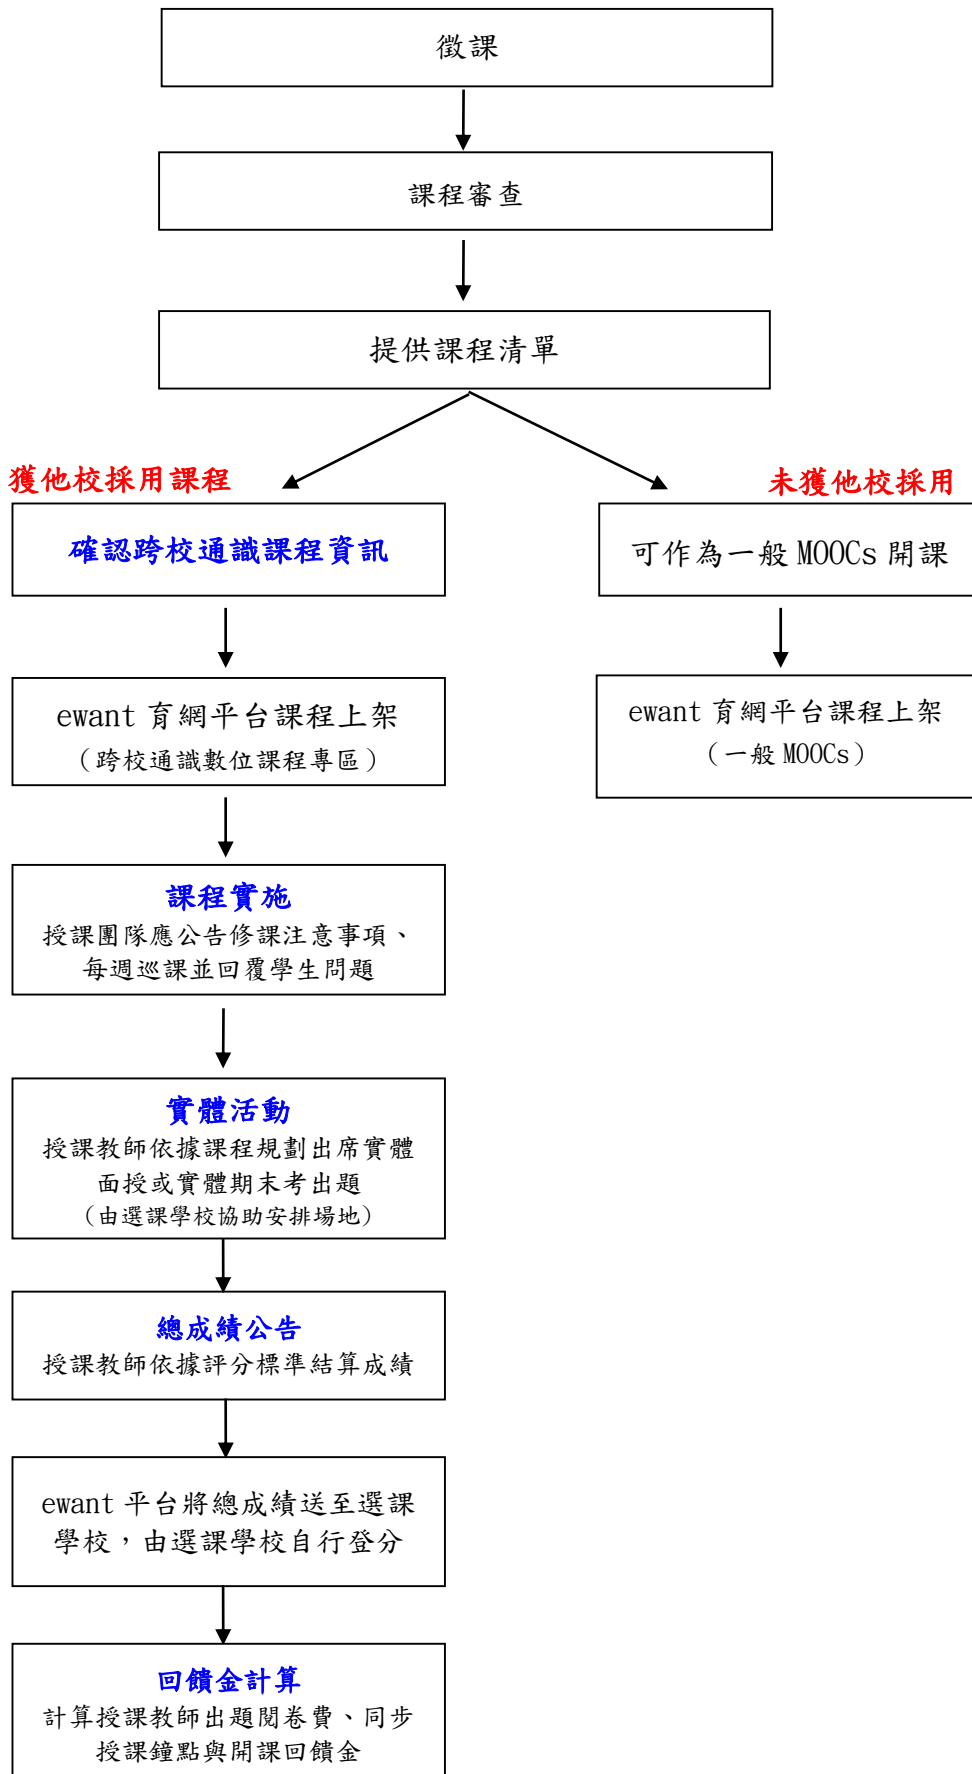 徵課
課程審查
提供課程清單
獲他校採用課程
未獲他校採用
確認跨校通識課程資訊
可作為一般 MOOCs 開課
ewant 育網平台課程上架
（跨校通識數位課程專區）
ewant 育網平台課程上架
（一般 MOOCs）
課程實施
授課團隊應公告修課注意事項、
每週巡課並回覆學生問題
實體活動
授課教師依據課程規劃出席實體
面授或實體期末考出題
（由選課學校協助安排場地）
總成績公告
授課教師依據評分標準結算成績
ewant 平台將總成績送至選課
學校，由選課學校自行登分
回饋金計算
計算授課教師出題閱卷費、同步
授課鐘點與開課回饋金